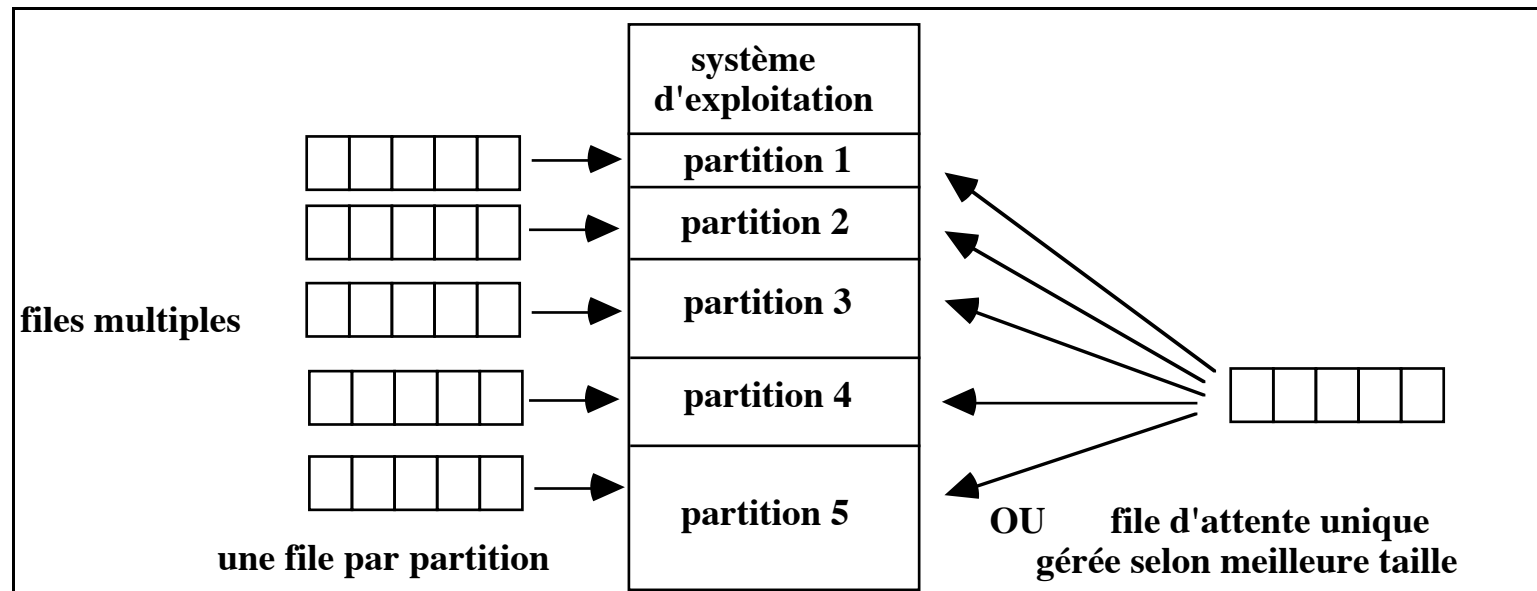 système
d'exploitation
partition 1
partition 2
partition 3
files multiples
partition 4
partition 5
une file par partition
OU file d'attente unique
gérée selon meilleure taille